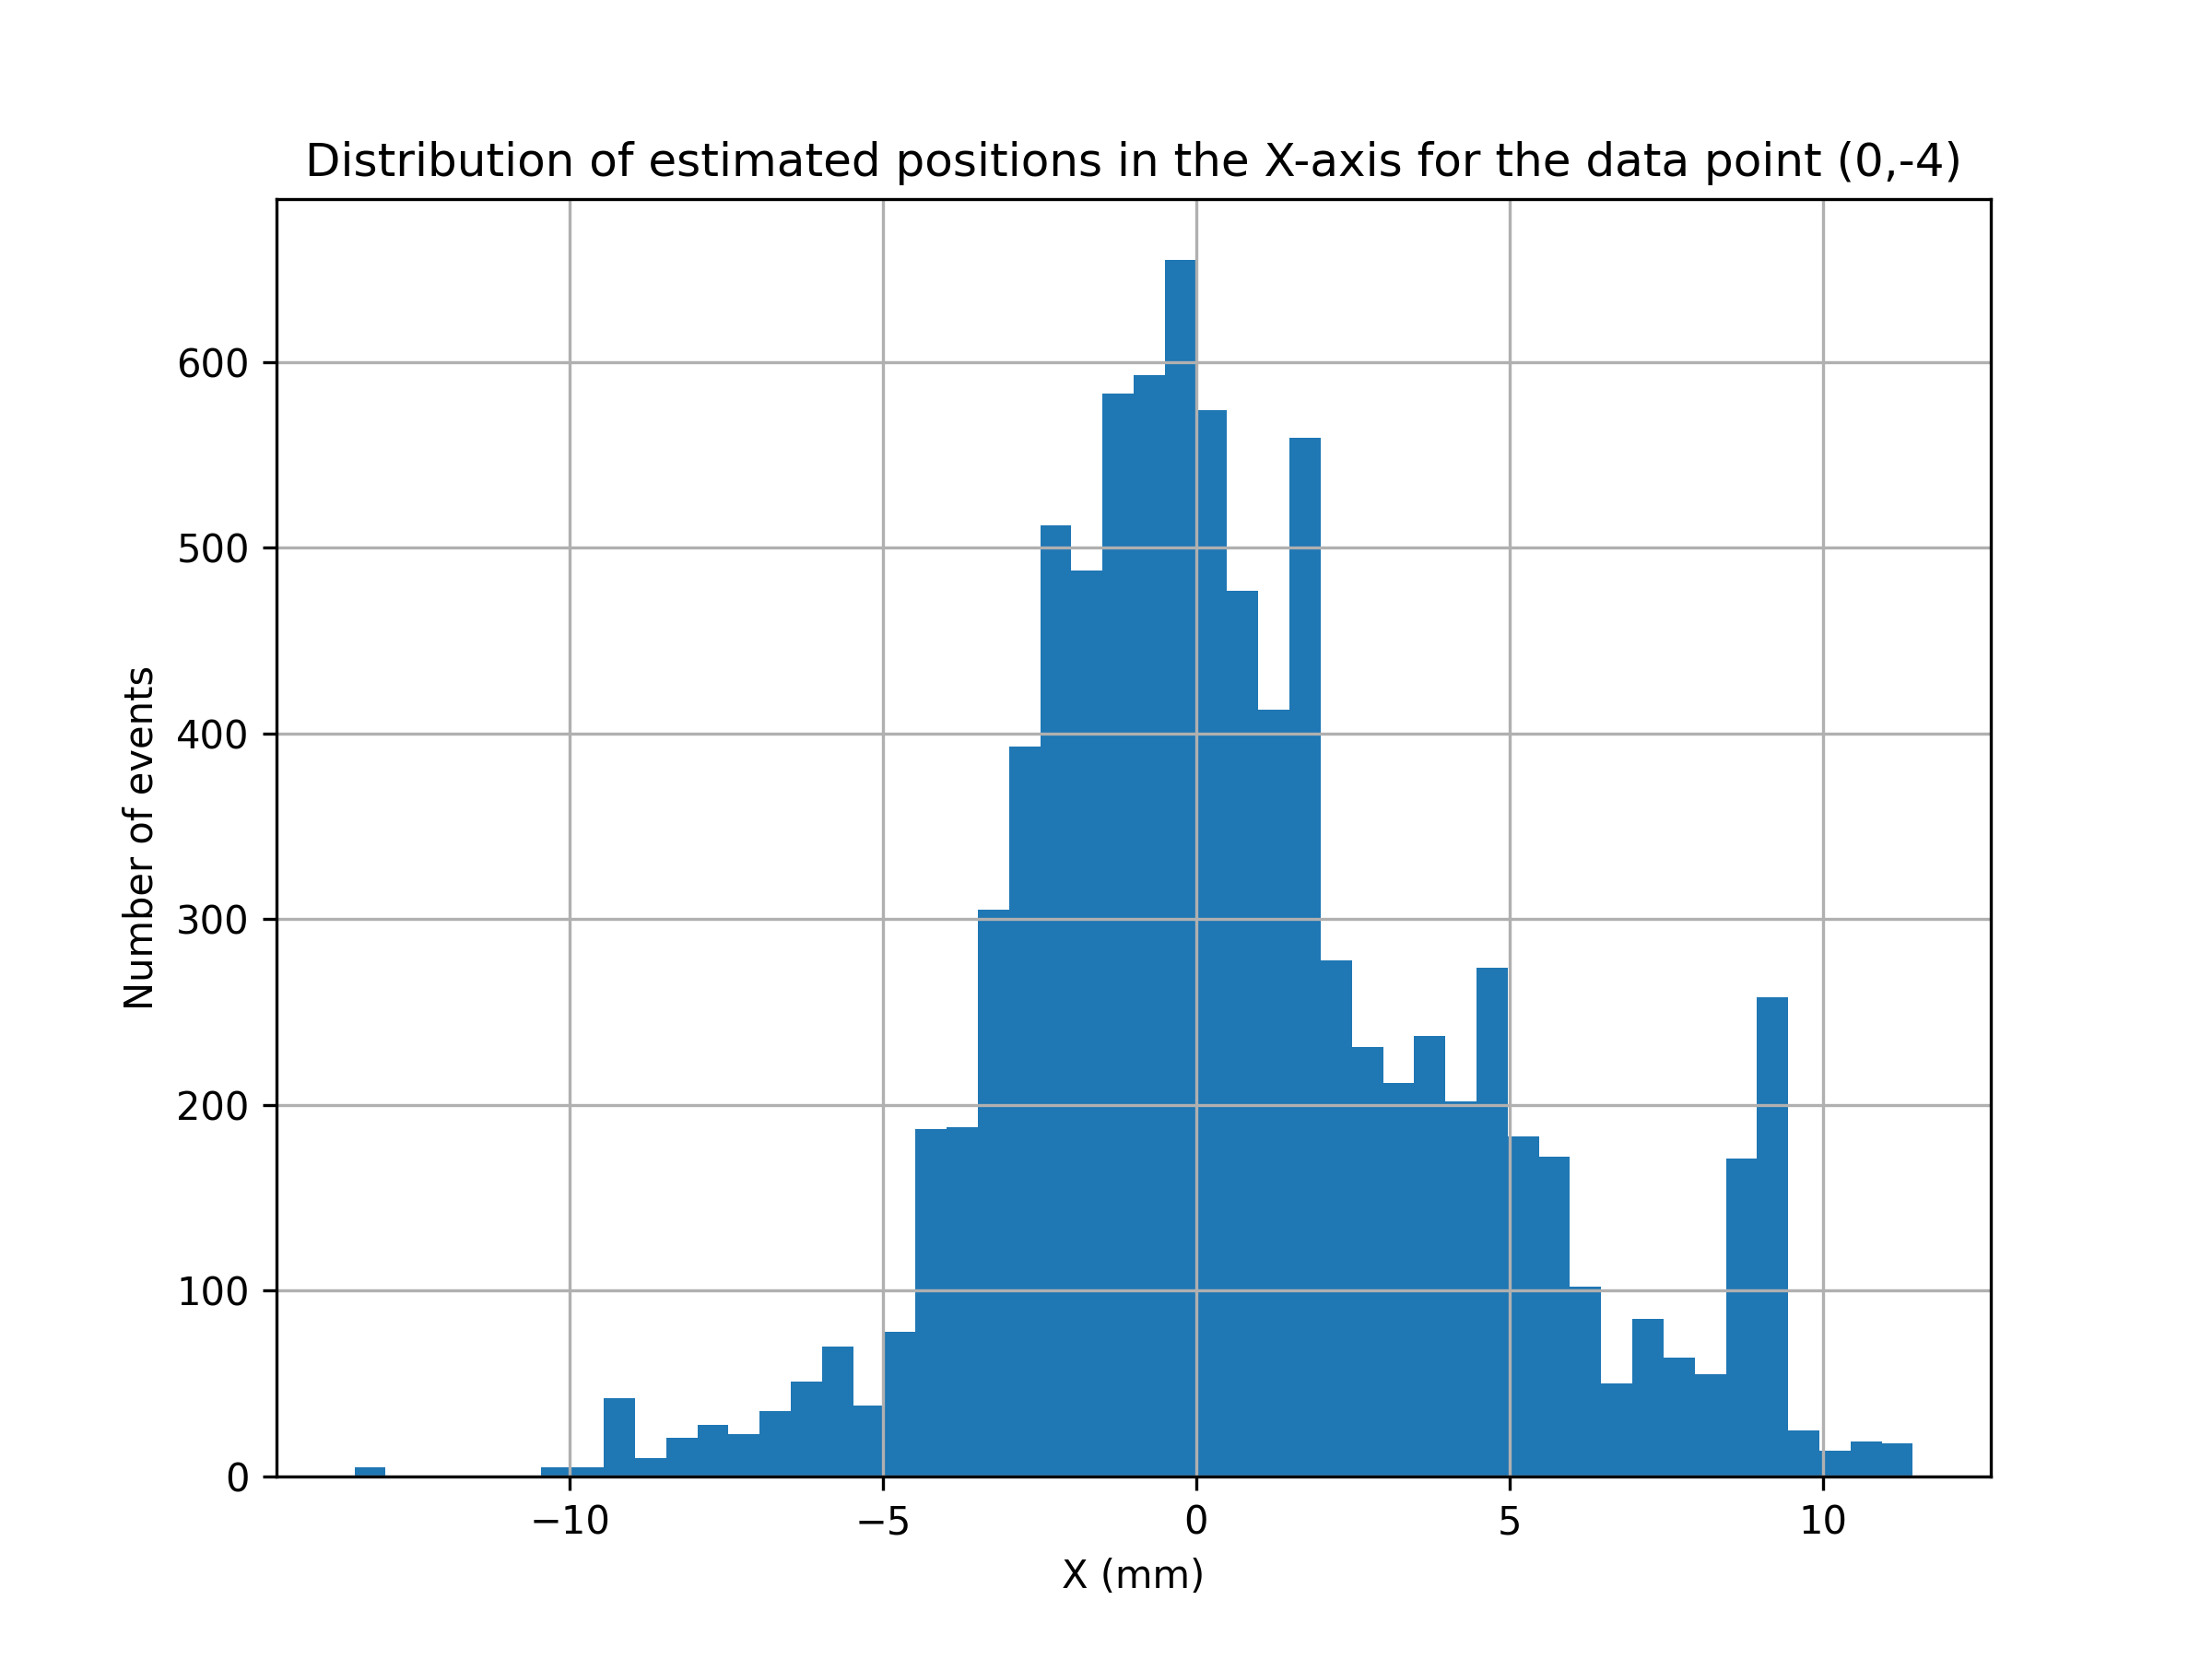 Distribution of estimated positions in the X-axis for the data point (0,-4)
600
500
400
300
200
100
0
Number of events
−10 −5 0 5 10
X (mm)